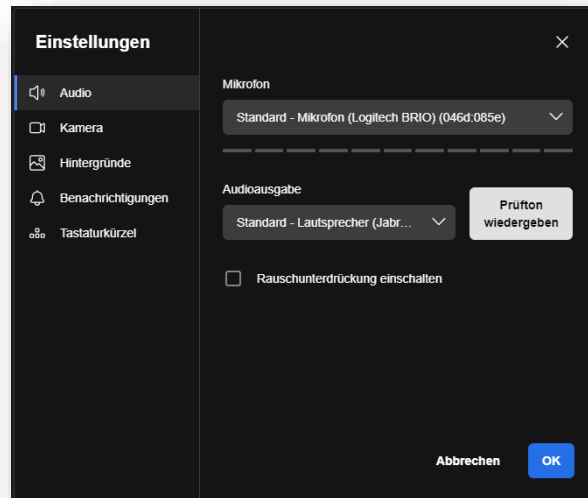 Einstellungen
Audio
Kamera
Hintergründe
Benachrichtigungen
Tastaturkürzel
Mikrofon
Standard - Mikrofon (Logitech BRIO) (046d:085e)
Audioausgabe
Standard - Lautsprecher (Jabr...
Prüfton
wiedergeben
Rauschunterdrückung einschalten
Abbrechen
OK